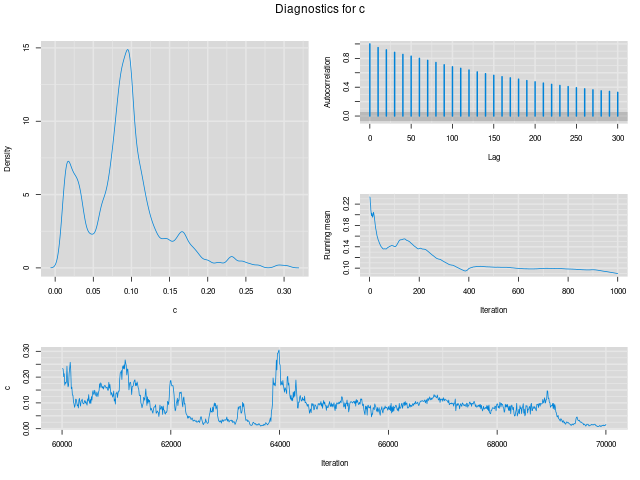 Diagnostics for c
Density
15
10
5
0
0.00 0.05 0.10 0.15 0.20 0.25 0.30
c
Autocorrelation
0.8
0.4
0.0
0 50 100 150 200 250 300
Lag
Running mean
0.22
0.18
0.14
0.10
0 200 400 600 800 1000
Iteration
c
0.30
0.20
0.10
0.00
60000 62000 64000 66000 68000 70000
Iteration